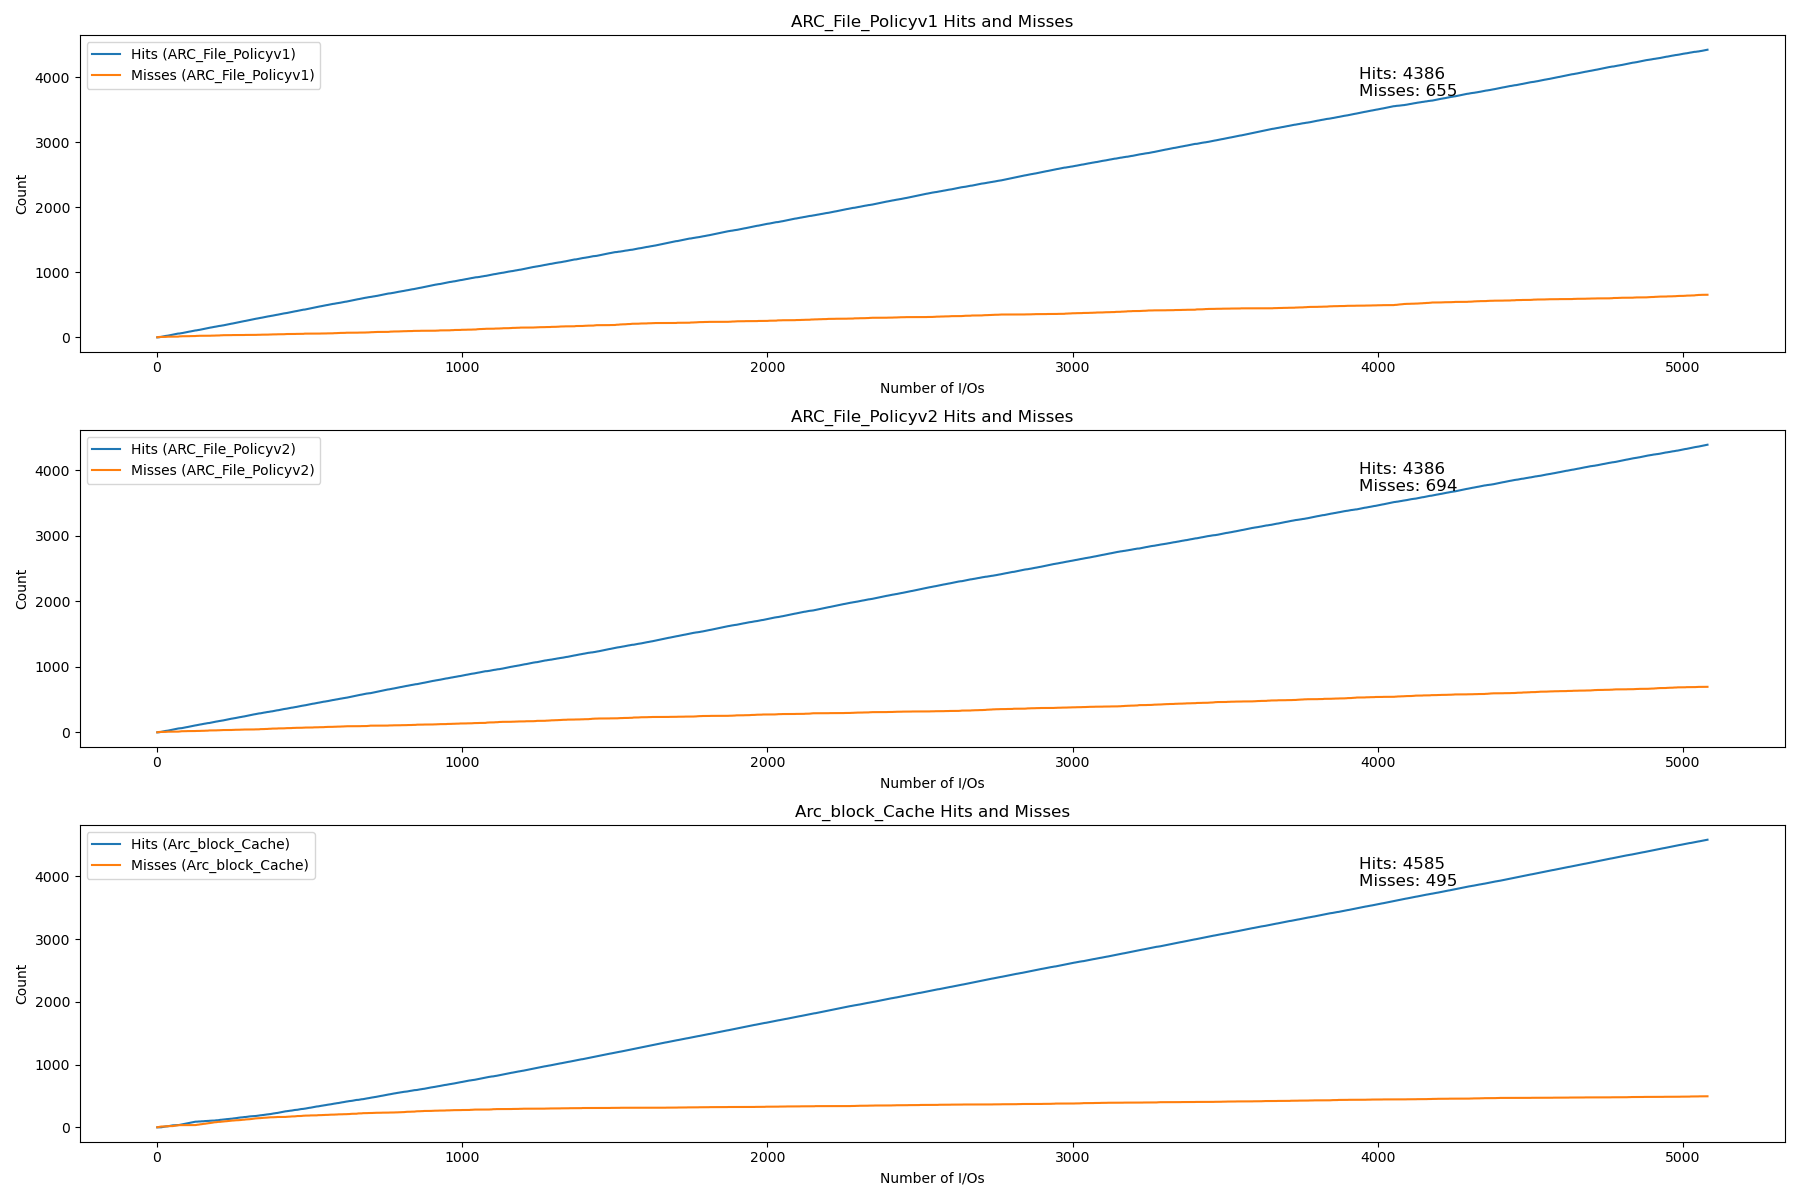 ARC_File_Policyv1 Hits and Misses
Hits (ARC_File_Policyv1)
Misses (ARC_File_Policyv1)
Hits: 4386
Misses: 655
4000
3000
2000
1000
0
Count
0 1000 2000 3000 4000 5000
Number of I/Os
ARC_File_Policyv2 Hits and Misses
Hits (ARC_File_Policyv2)
Misses (ARC_File_Policyv2)
Hits: 4386
Misses: 694
4000
3000
2000
1000
0
Count
0 1000 2000 3000 4000 5000
Number of I/Os
Arc_block_Cache Hits and Misses
Hits (Arc_block_Cache)
Misses (Arc_block_Cache)
Hits: 4585
Misses: 495
4000
3000
2000
1000
0
Count
0 1000 2000 3000 4000 5000
Number of I/Os